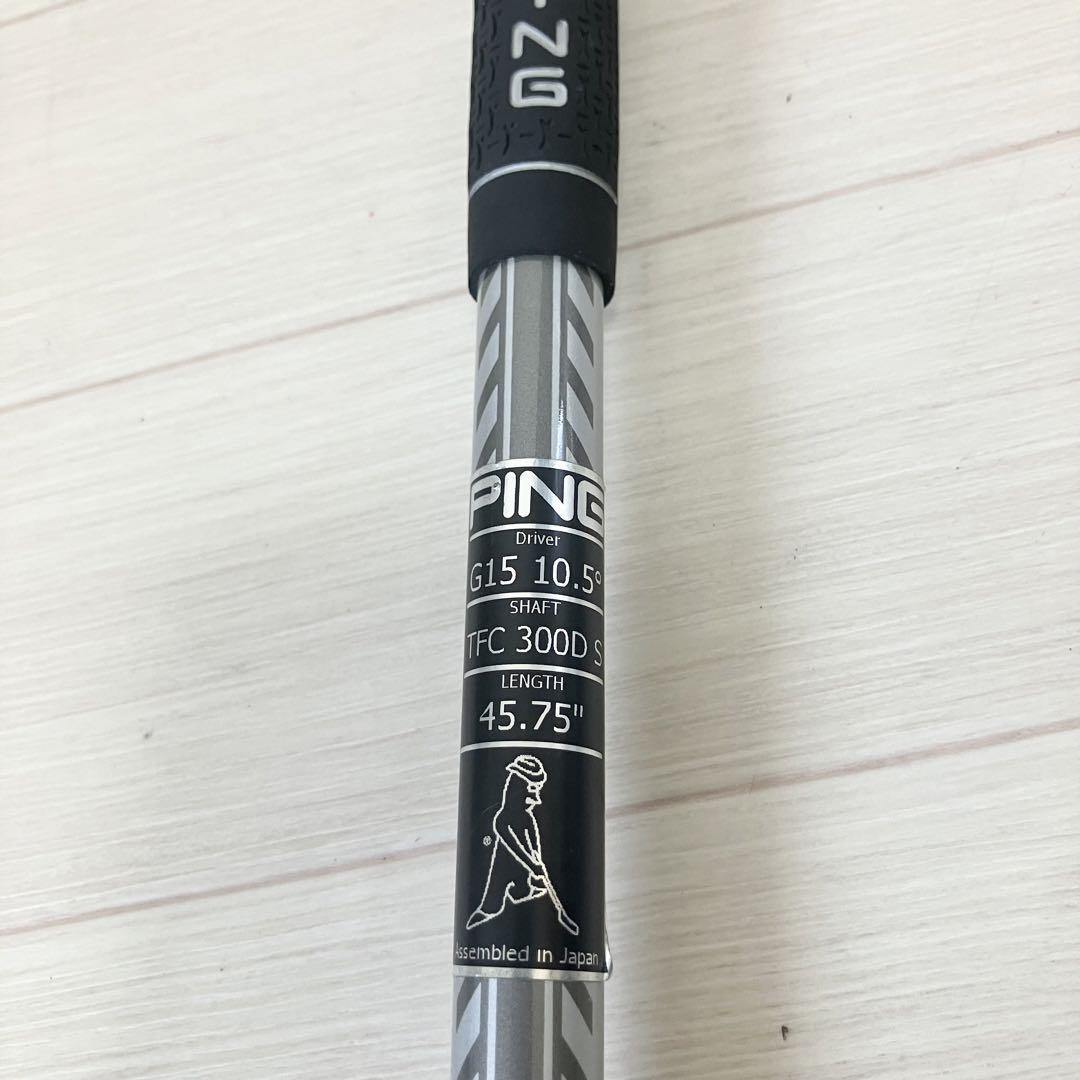 NG
PING
Driver
G15 10.5°
SHAFT
TFC 300D S
LENGTH
45.75"
®
Assembled in Japan